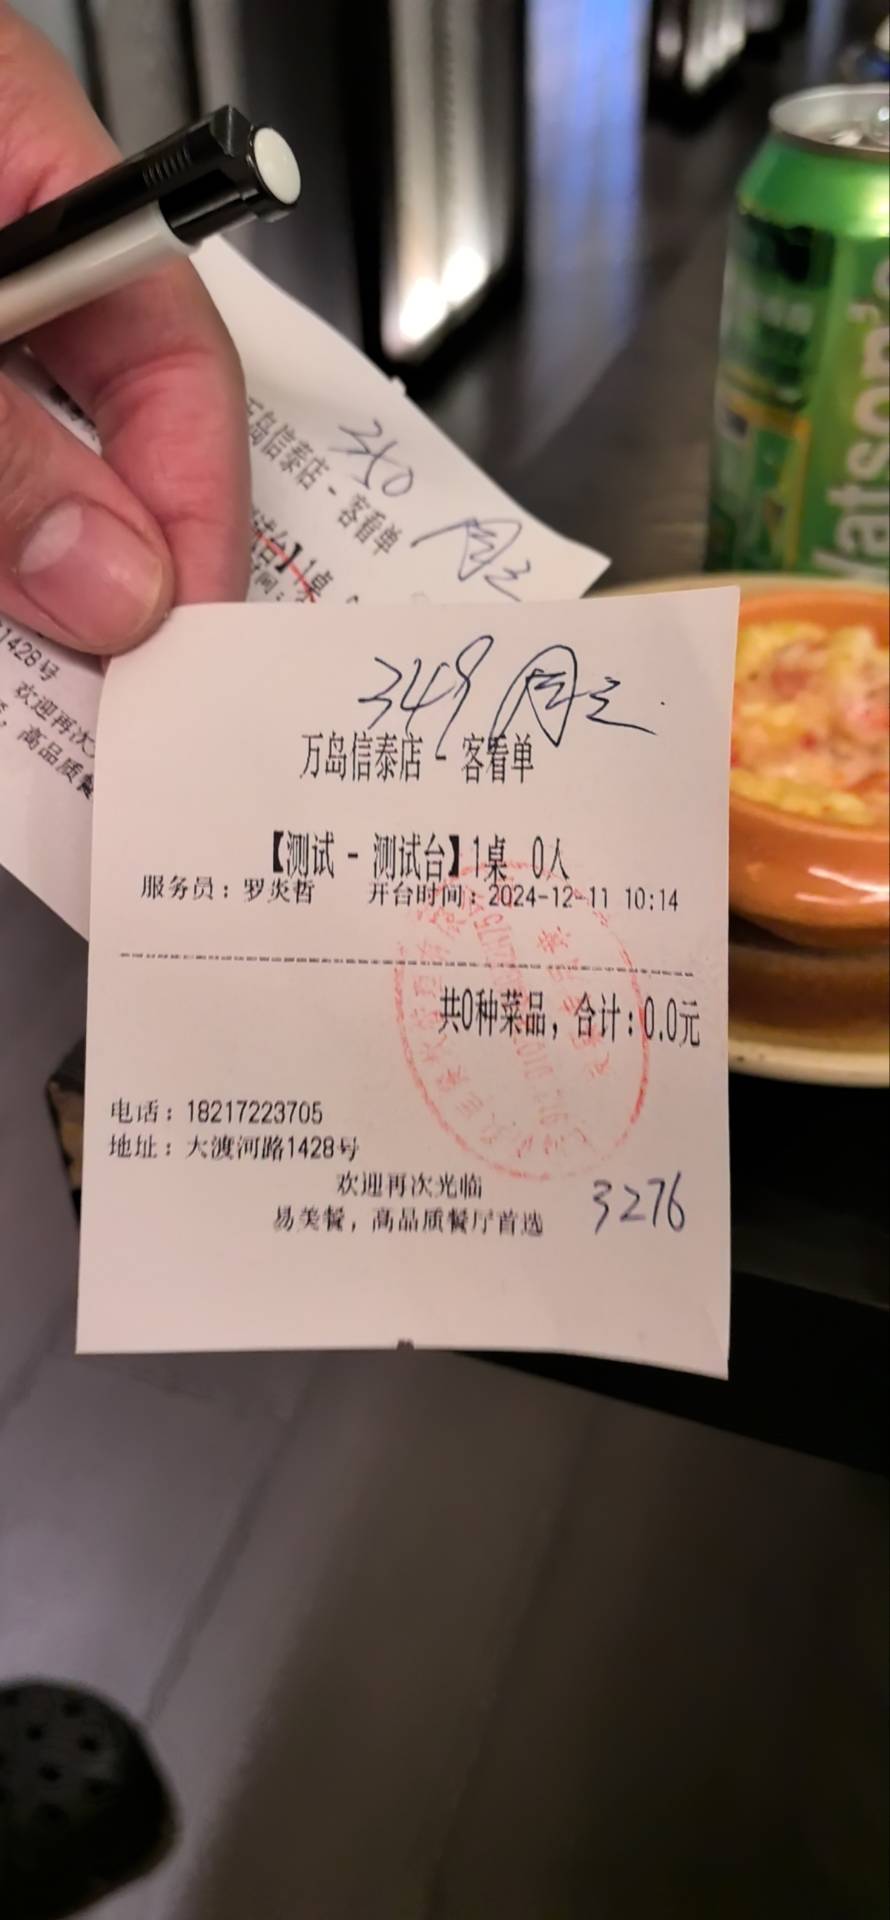 350
万岛信泰店 - 客看单
台】1桌
1428号
欢迎再次
高品质餐
Watson's
349
万岛信泰店 - 客看单
【测试 - 测试台】1桌 0人
服务员：罗炎哲 开台时间：2024-12-11 10:14
共0种菜品，合计：0.0元
电话：18217223705
地址：大渡河路1428号
欢迎再次光临
易美餐，高品质餐厅首选
3276